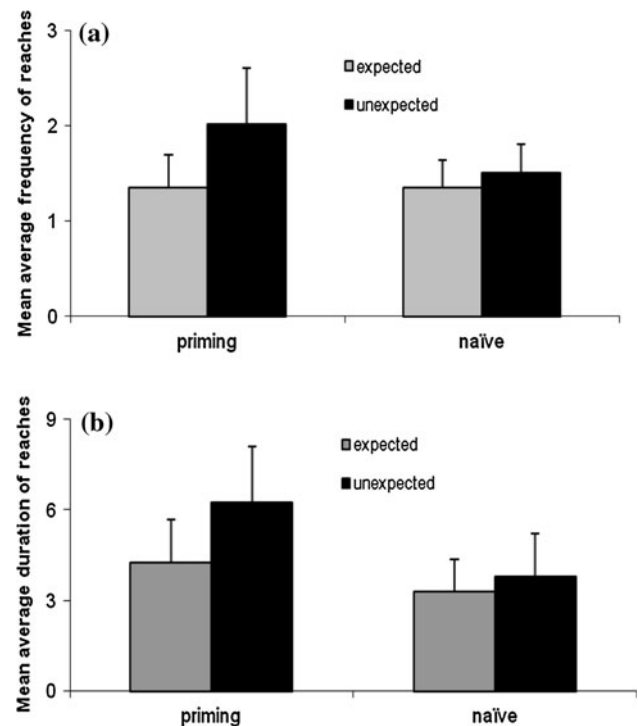 (a)
Mean average frequency of reaches
3
2
1
0
expected
unexpected
priming
naïve
(b)
Mean average duration of reaches
9
6
3
0
expected
unexpected
priming
naïve